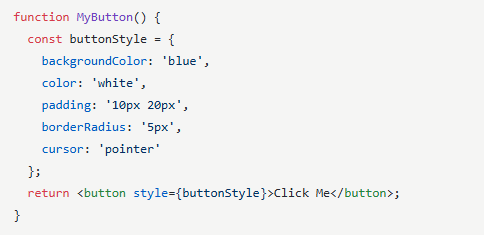 function MyButton() {
  const buttonStyle = {
    backgroundColor: 'blue',
    color: 'white',
    padding: '10px 20px',
    borderRadius: '5px',
    cursor: 'pointer'
  };
  return <button style={buttonStyle}>Click Me</button>;
}